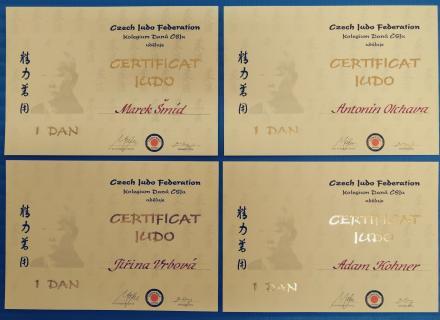 Czech Judo Federation
Kolegium Danů ČSJu
uděluje
CERTIFICAT
JUDO
Marek Šmíd
1 DAN
精力善用
Czech Judo Federation
Kolegium Danů ČSJu
uděluje
CERTIFICAT
JUDO
Antonín Olchava
1 DAN
精力善用
Czech Judo Federation
Kolegium Danů ČSJu
uděluje
CERTIFICAT
JUDO
Jiřina Vrbová
1 DAN
精力善用
Czech Judo Federation
Kolegium Danů ČSJu
uděluje
CERTIFICAT
JUDO
Adam Kohner
1 DAN
精力善用